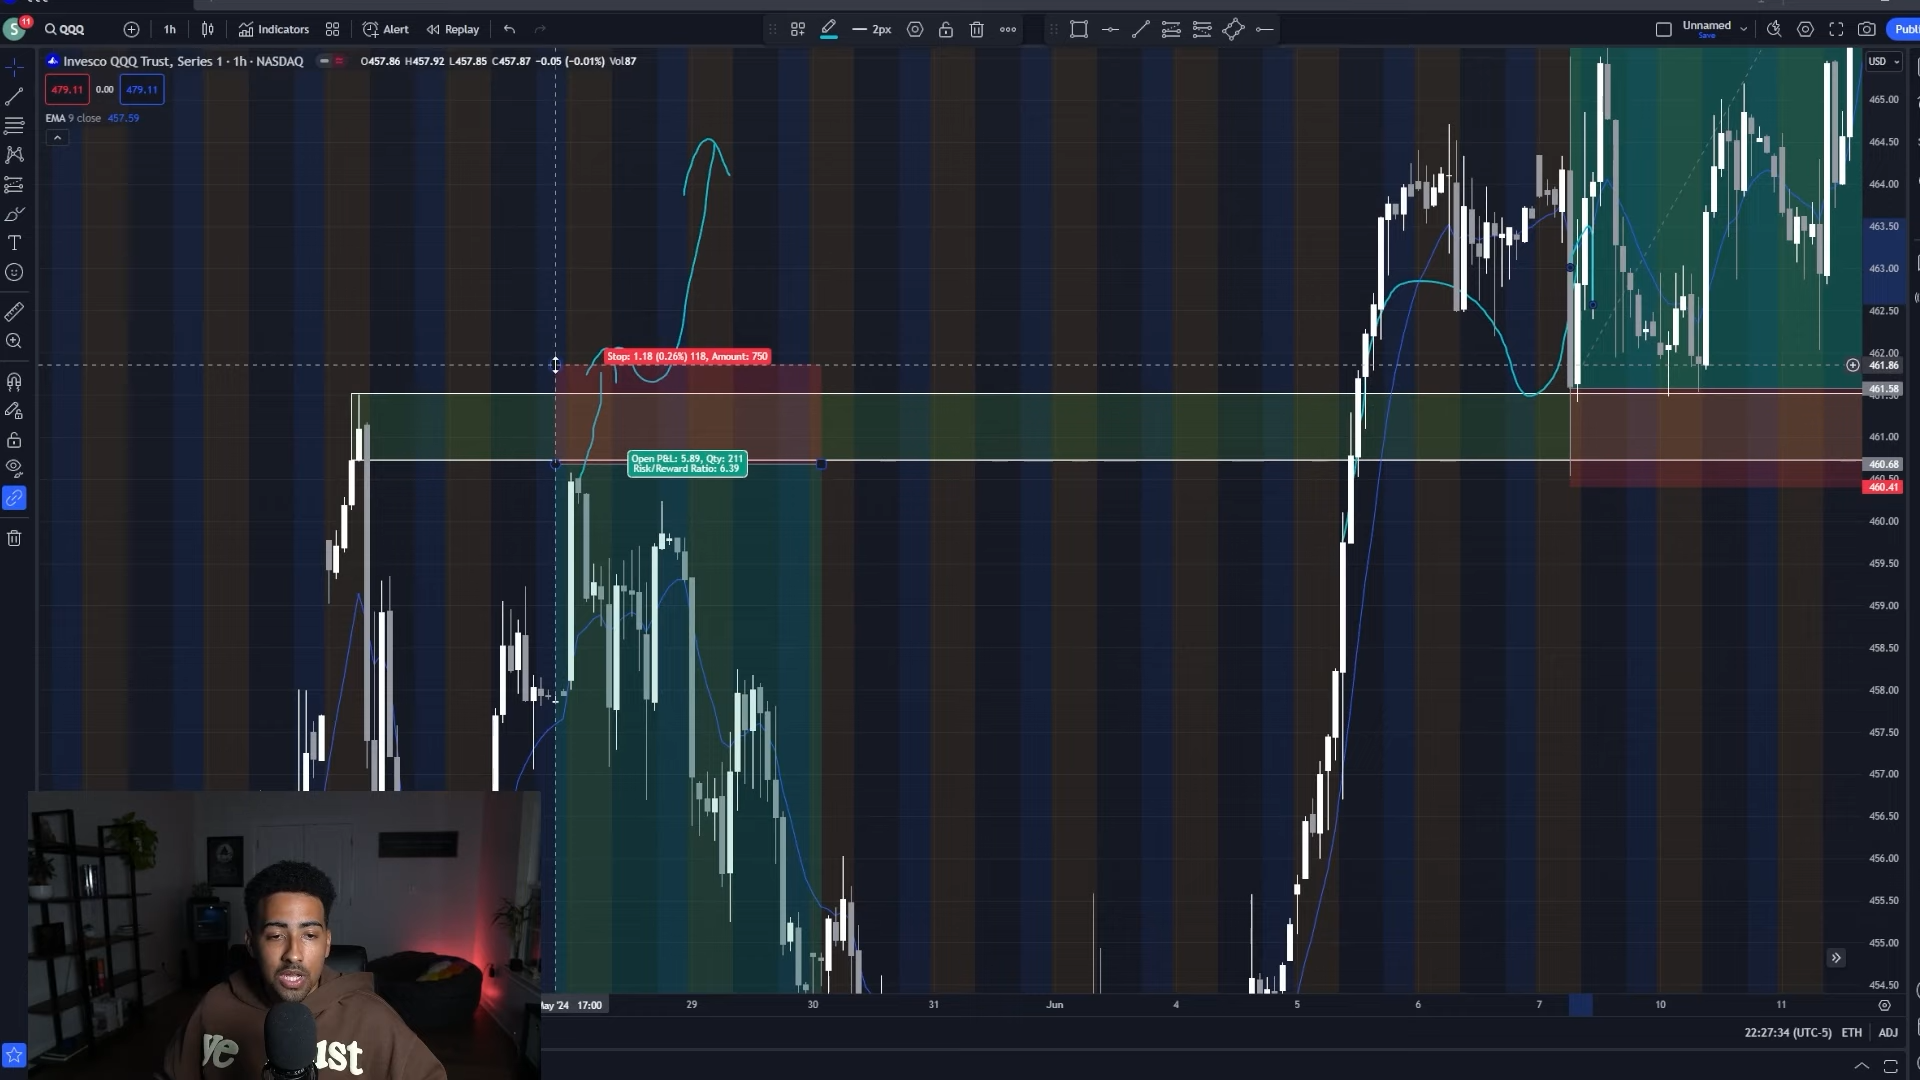 S 11 QQQ 1h Indicators Alert Replay 2px Unnamed Save
Invesco QQQ Trust, Series 1 · 1h · NASDAQ O457.86 H457.92 L457.85 C457.87 −0.05 (−0.01%) Vol87 USD
479.11 0.00 479.11
EMA 9 close 457.59
465.00
464.50
464.00
463.50
463.00
462.50
462.00
Stop: 1.18 (0.26%) 118, Amount: 750
461.86
461.58
461.00
Open P&L: 5.89, Qty: 211
Risk/Reward Ratio: 6.39
460.68
460.41
460.00
459.50
459.00
458.50
458.00
457.50
457.00
456.50
456.00
455.50
455.00
454.50
May '24 17:00 29 30 31 Jun 4 5 6 7 10 11
22:27:34 (UTC-5) ETH ADJ